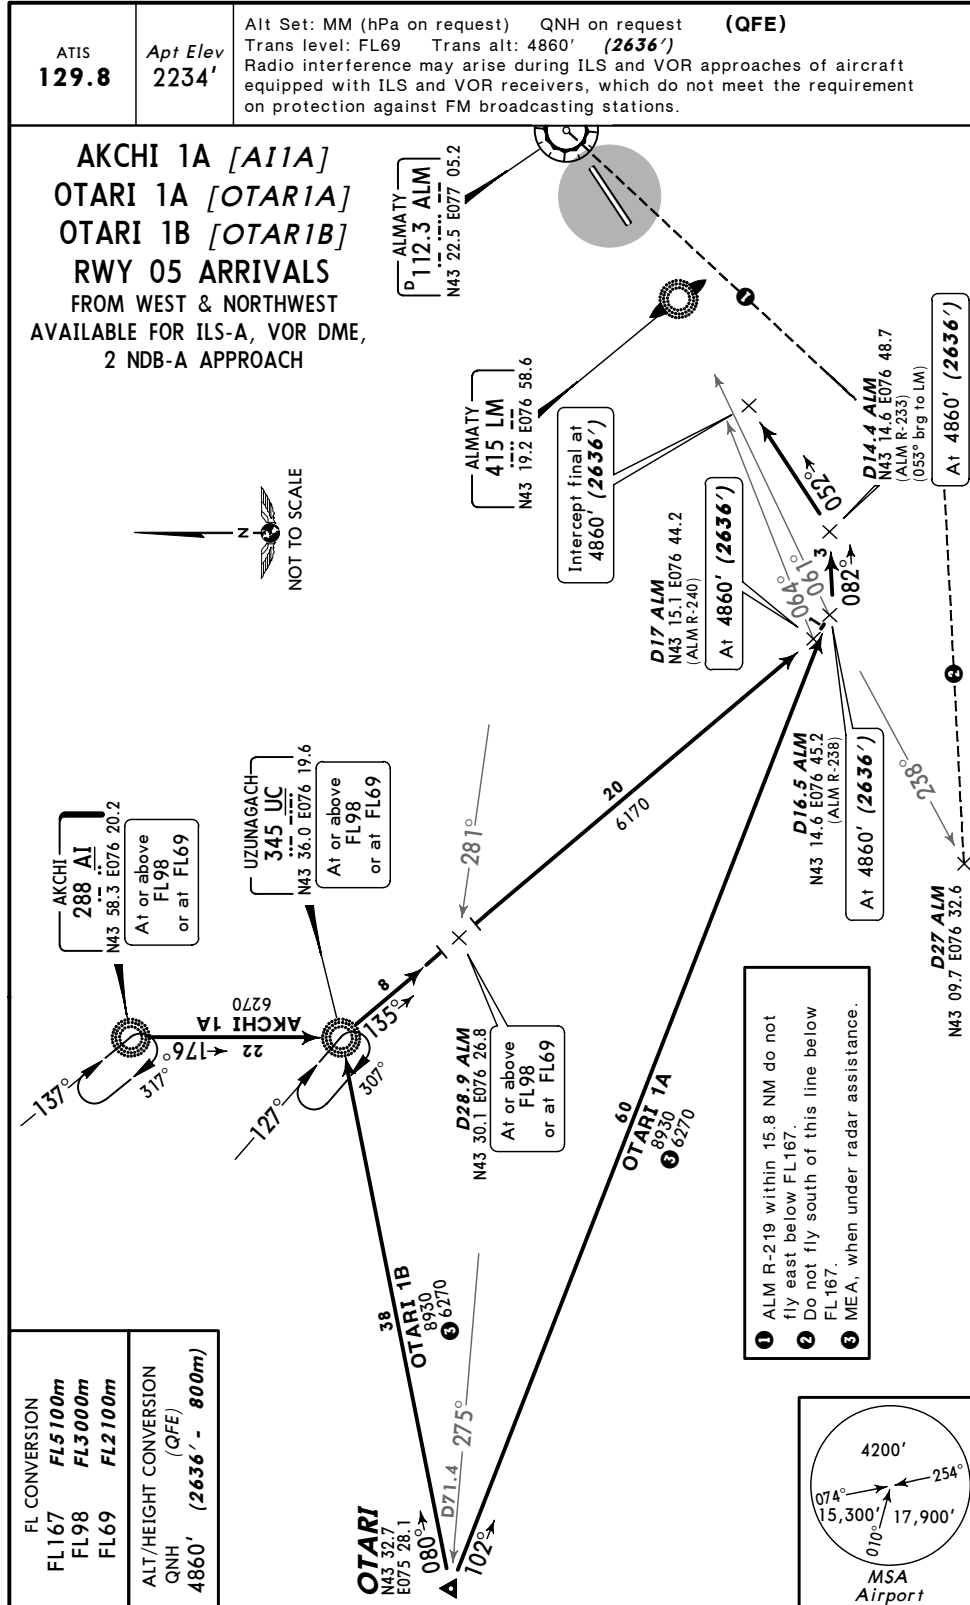 ATIS
129.8
Apt Elev
2234'
Alt Set: MM (hPa on request) QNH on request (QFE)
Trans level: FL69 Trans alt: 4860' (2636')
Radio interference may arise during ILS and VOR approaches of aircraft
equipped with ILS and VOR receivers, which do not meet the requirement
on protection against FM broadcasting stations.
AKCHI 1A [AI1A]
OTARI 1A [OTAR1A]
OTARI 1B [OTAR1B]
RWY 05 ARRIVALS
FROM WEST & NORTHWEST
AVAILABLE FOR ILS-A, VOR DME,
2 NDB-A APPROACH
ALMATY
D 112.3 ALM
N43 22.5 E077 05.2
ALMATY
415 LM
N43 19.2 E076 58.6
N
NOT TO SCALE
Intercept final at
4860' (2636')
1
D14.4 ALM
N43 14.6 E076 48.7
(ALM R-233)
(053° brg to LM)
At 4860' (2636')
052°
3
082°
061°
064°
1
D17 ALM
N43 15.1 E076 44.2
(ALM R-240)
At 4860' (2636')
D16.5 ALM
N43 14.6 E076 45.2
(ALM R-238)
At 4860' (2636')
238°
2
D27 ALM
N43 09.7 E076 32.6
20
6170
281°
AKCHI
288 AI
N43 58.3 E076 20.2
At or above
FL98
or at FL69
UZUNAGACH
345 UC
N43 36.0 E076 19.6
At or above
FL98
or at FL69
137°
317°
AKCHI 1A
6270
22
176°
127°
307°
8
135°
D28.9 ALM
N43 30.1 E076 26.8
At or above
FL98
or at FL69
60
OTARI 1A
8930
3 6270
38
OTARI 1B
8930
3 6270
D71.4
275°
OTARI
N43 32.7
E075 28.1
080°
102°
1 ALM R-219 within 15.8 NM do not
fly east below FL167.
2 Do not fly south of this line below
FL167.
3 MEA, when under radar assistance.
FL CONVERSION
FL167 FL5100m
FL98 FL3000m
FL69 FL2100m
ALT/HEIGHT CONVERSION
QNH (QFE)
4860' (2636' - 800m)
4200'
074°
254°
15,300'
17,900'
010°
MSA
Airport